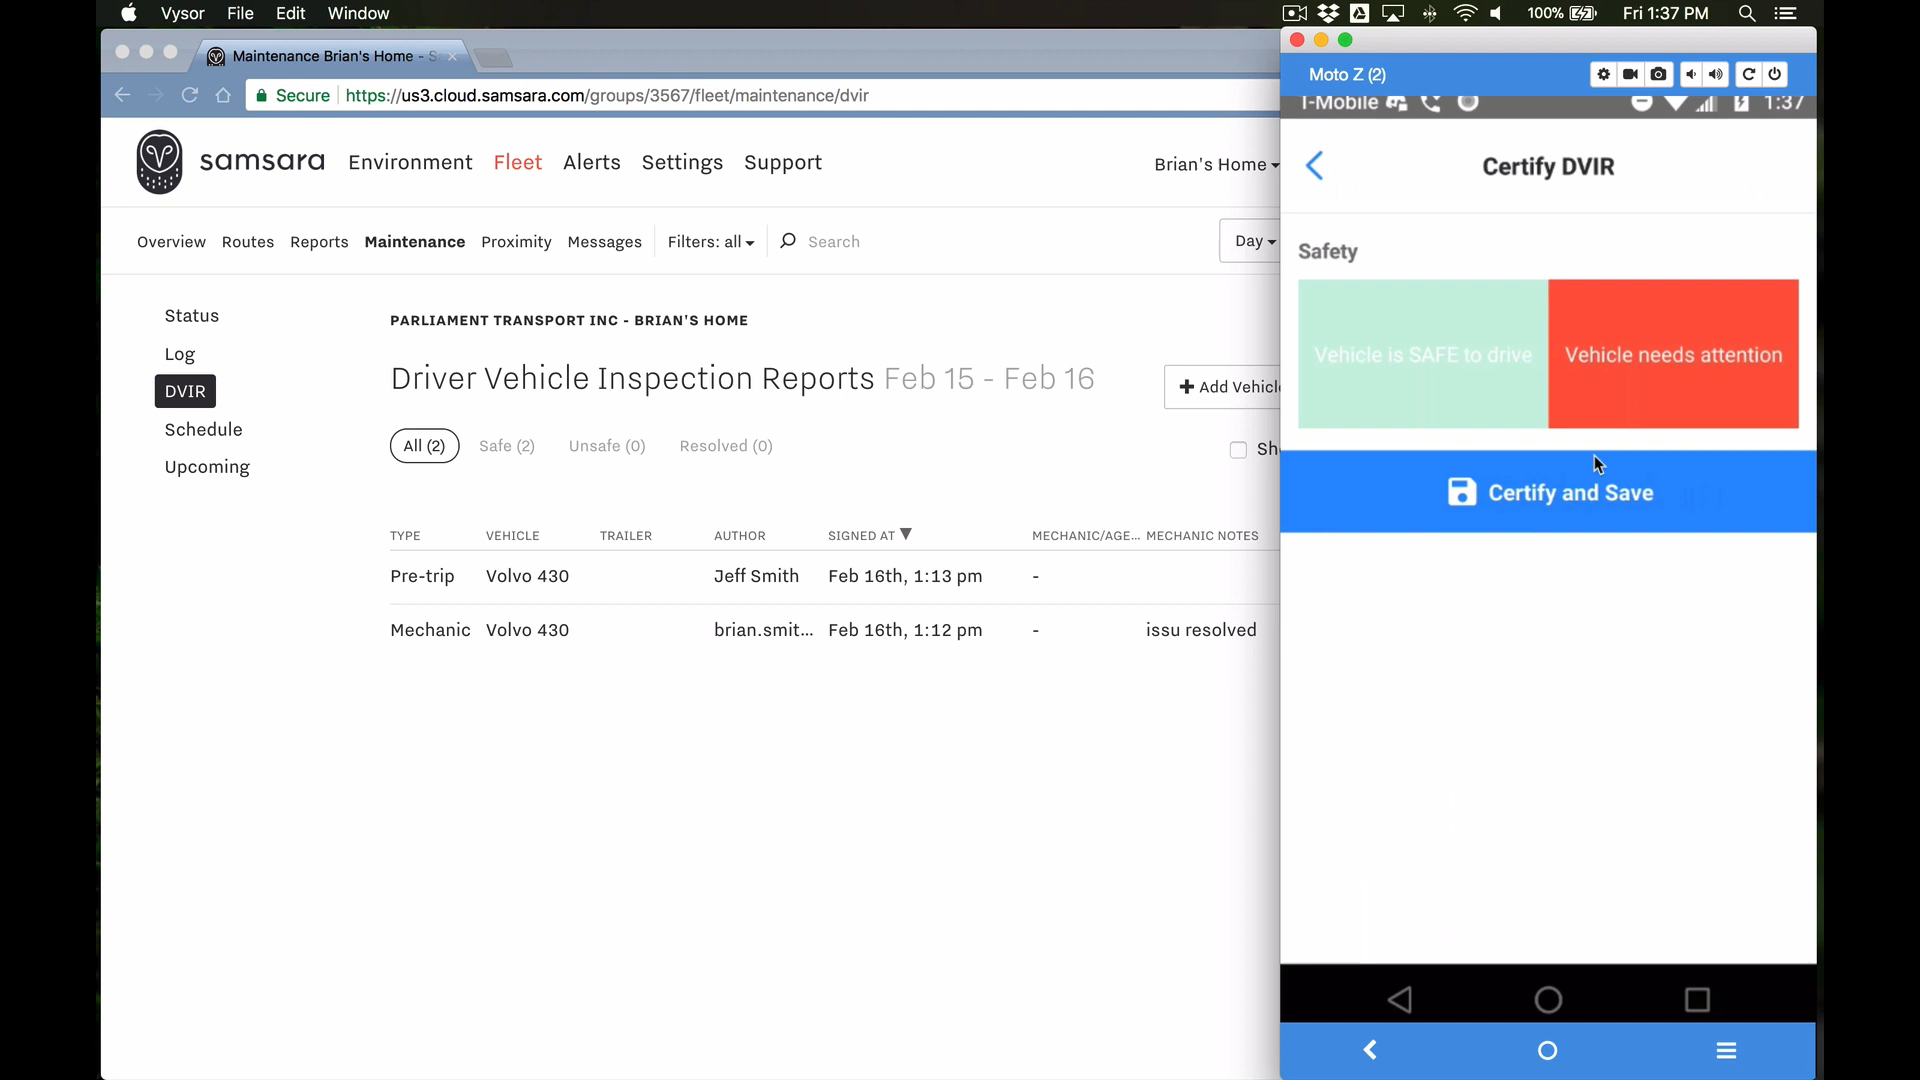 Vysor File Edit Window
100% Fri 1:37 PM
Maintenance Brian's Home - S
Secure https://us3.cloud.samsara.com/groups/3567/fleet/maintenance/dvir
samsara Environment Fleet Alerts Settings Support
Brian's Home
Overview Routes Reports Maintenance Proximity Messages Filters: all Search
Day
Status
Log
DVIR
Schedule
Upcoming
PARLIAMENT TRANSPORT INC - BRIAN'S HOME
Driver Vehicle Inspection Reports Feb 15 - Feb 16
Add Vehicle
All (2) Safe (2) Unsafe (0) Resolved (0)
Sh
TYPE VEHICLE TRAILER AUTHOR SIGNED AT MECHANIC/AGE... MECHANIC NOTES
Pre-trip Volvo 430 Jeff Smith Feb 16th, 1:13 pm -
Mechanic Volvo 430 brian.smit... Feb 16th, 1:12 pm - issu resolved
Moto Z (2)
T-Mobile 1:37
Certify DVIR
Safety
Vehicle is SAFE to drive
Vehicle needs attention
Certify and Save